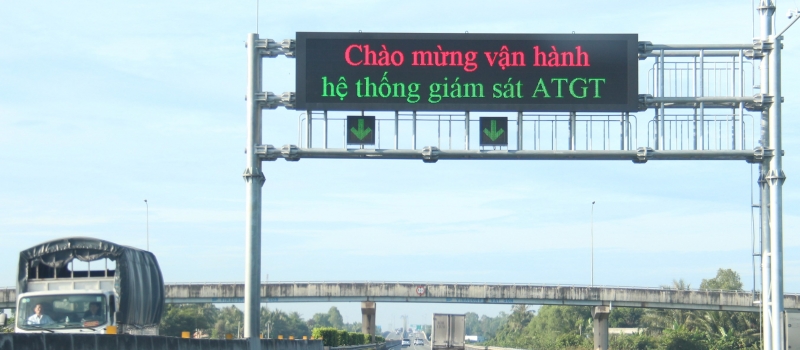 Chào mừng vận hành
hệ thống giám sát ATGT